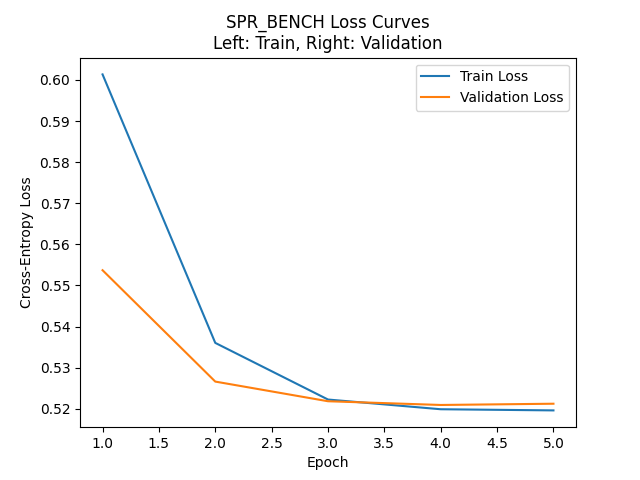 SPR_BENCH Loss Curves
Left: Train, Right: Validation
Train Loss
Validation Loss
Cross-Entropy Loss
0.60
0.59
0.58
0.57
0.56
0.55
0.54
0.53
0.52
1.0 1.5 2.0 2.5 3.0 3.5 4.0 4.5 5.0
Epoch